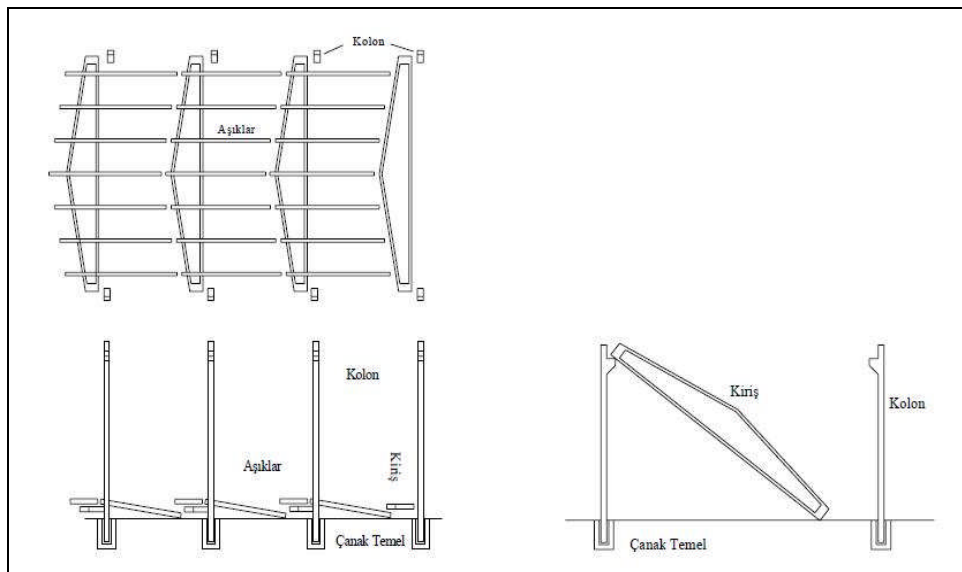 Kolon
Aşıklar
Kolon
Aşıklar
Kiriş
Çanak Temel
Kiriş
Kolon
Çanak Temel